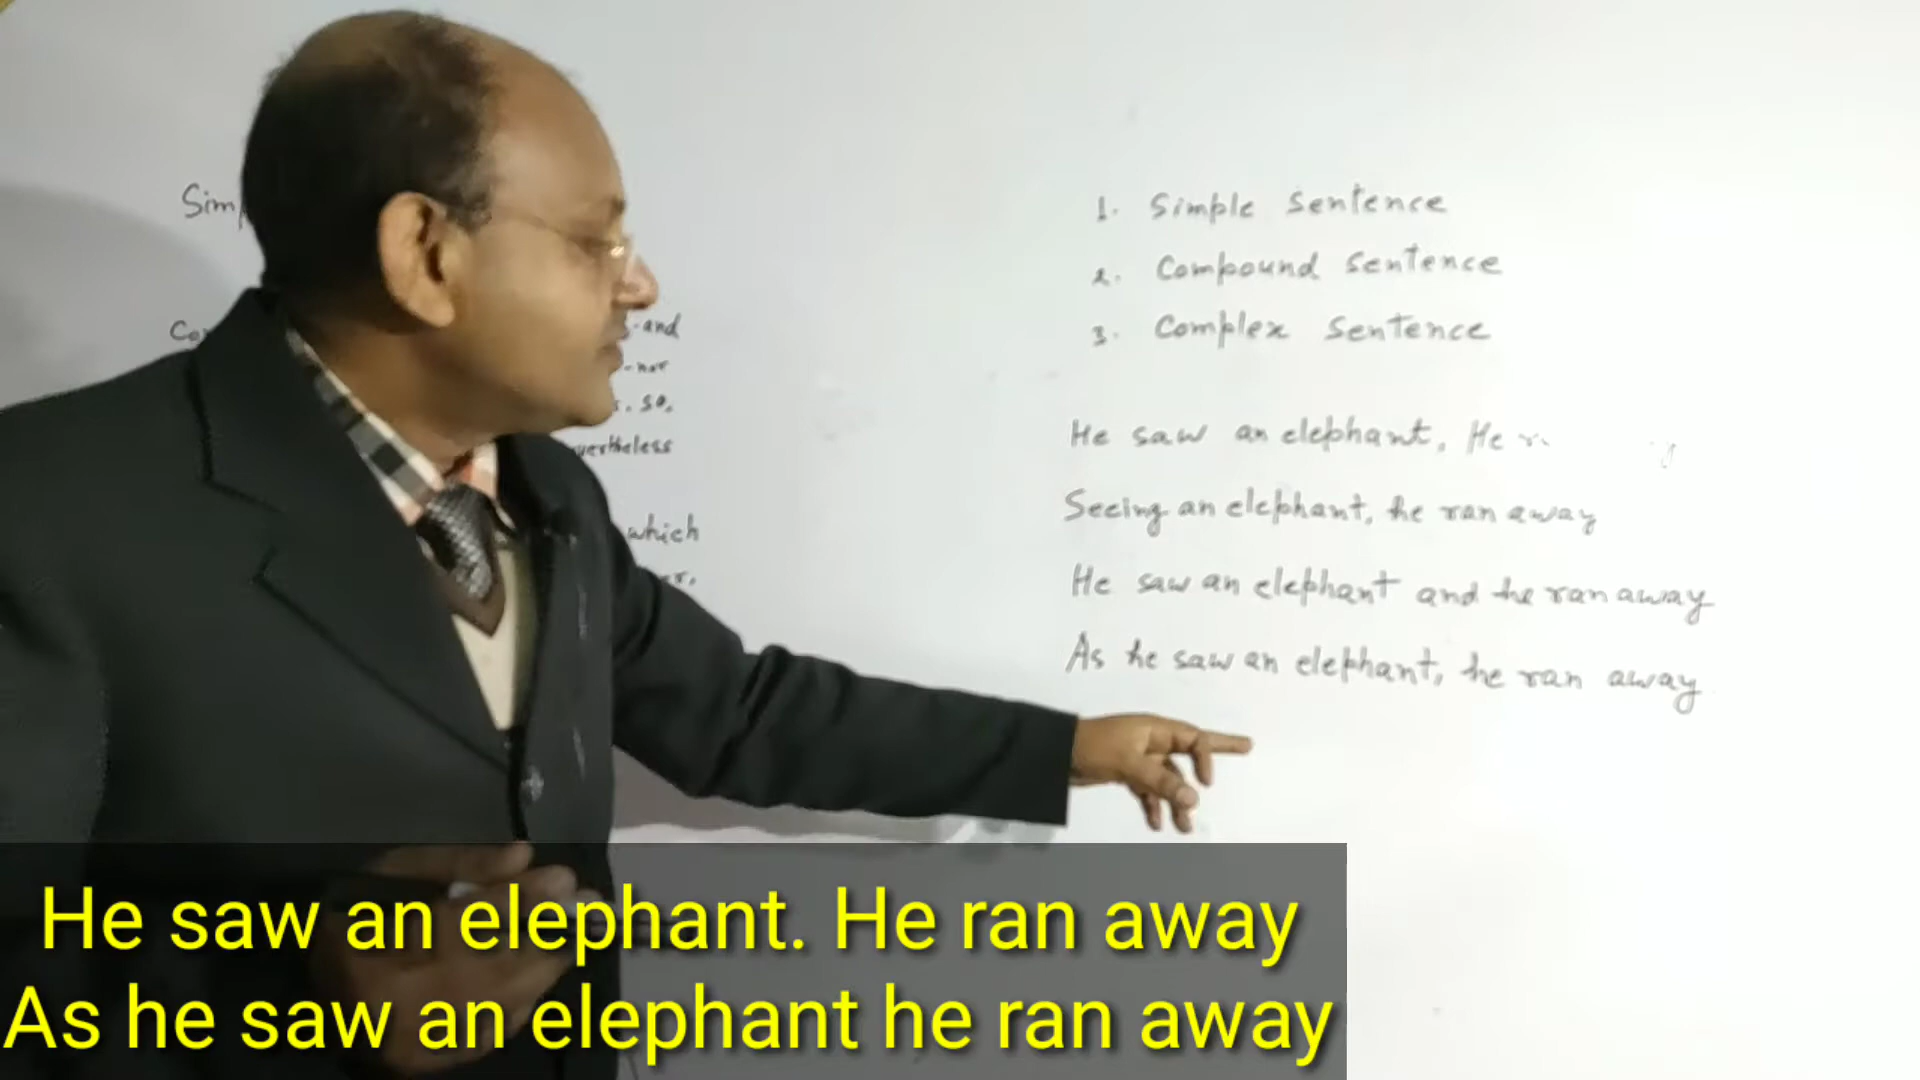 Sim
Co
-and
-nor
so,
vertheless
which
er,
1. Simple Sentence
2. Compound Sentence
3. Complex Sentence
He saw an elephant. He
Seeing an elephant, he ran away
He saw an elephant and he ran away
As he saw an elephant, he ran away
He saw an elephant. He ran away
As he saw an elephant he ran away